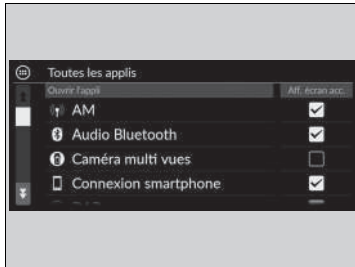 Toutes les applis
Ouvrir l'appli Aff. écran acc.
AM
Audio Bluetooth
Caméra multi vues
Connexion smartphone